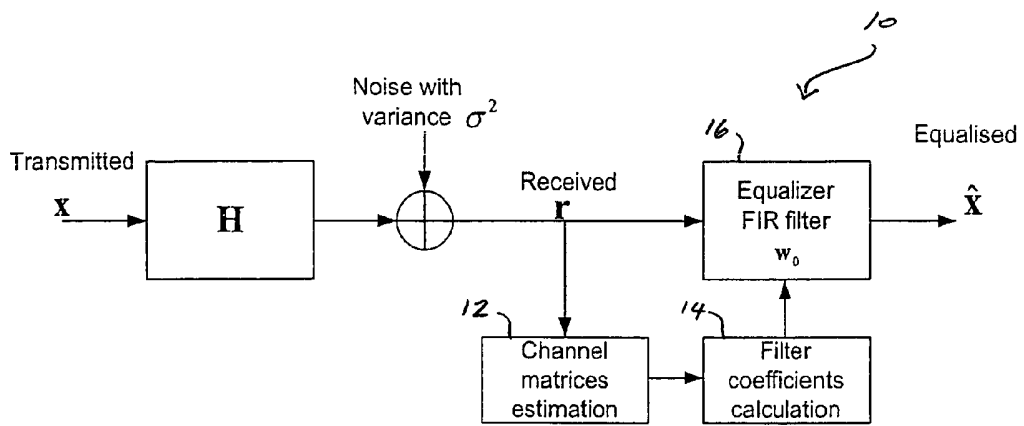 10
Noise with
variance σ²
16
Equalised
Transmitted
x
H
Received
r
Equalizer
FIR filter
w₀
x̂
12
14
Channel
matrices
estimation
Filter
coefficients
calculation